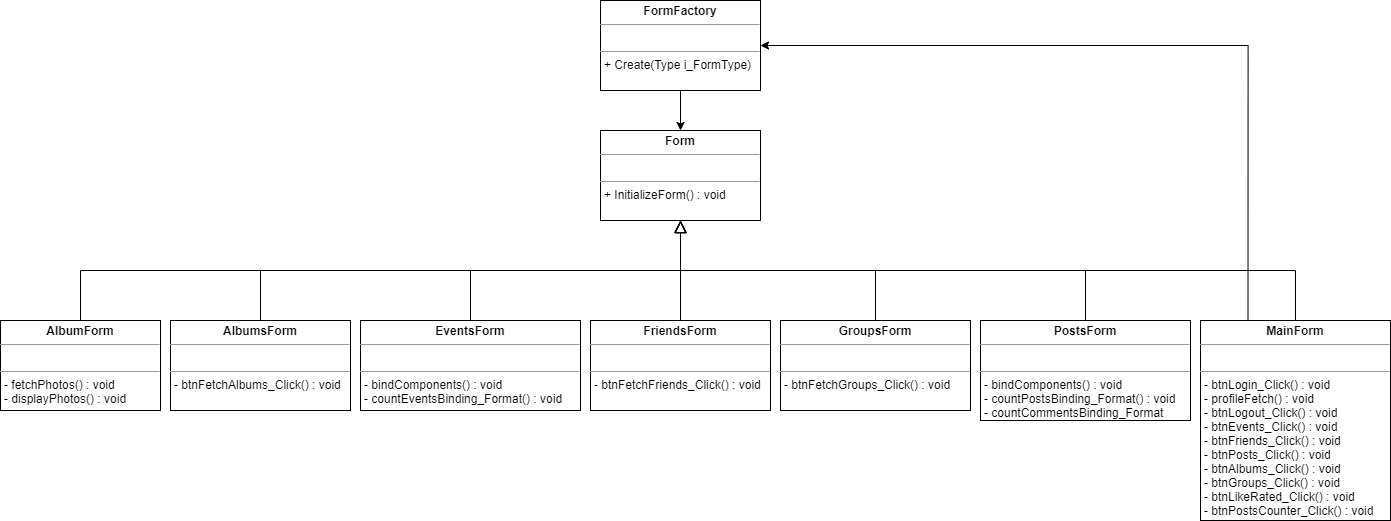 FormFactory
+ Create(Type i_FormType)
Form
+ InitializeForm() : void
AlbumForm
- fetchPhotos() : void
- displayPhotos() : void
AlbumsForm
- btnFetchAlbums_Click() : void
EventsForm
- bindComponents() : void
- countEventsBinding_Format() : void
FriendsForm
- btnFetchFriends_Click() : void
GroupsForm
- btnFetchGroups_Click() : void
PostsForm
- bindComponents() : void
- countPostsBinding_Format() : void
- countCommentsBinding_Format
MainForm
- btnLogin_Click() : void
- profileFetch() : void
- btnLogout_Click() : void
- btnEvents_Click() : void
- btnFriends_Click() : void
- btnPosts_Click() : void
- btnAlbums_Click() : void
- btnGroups_Click() : void
- btnLikeRated_Click() : void
- btnPostsCounter_Click() : void